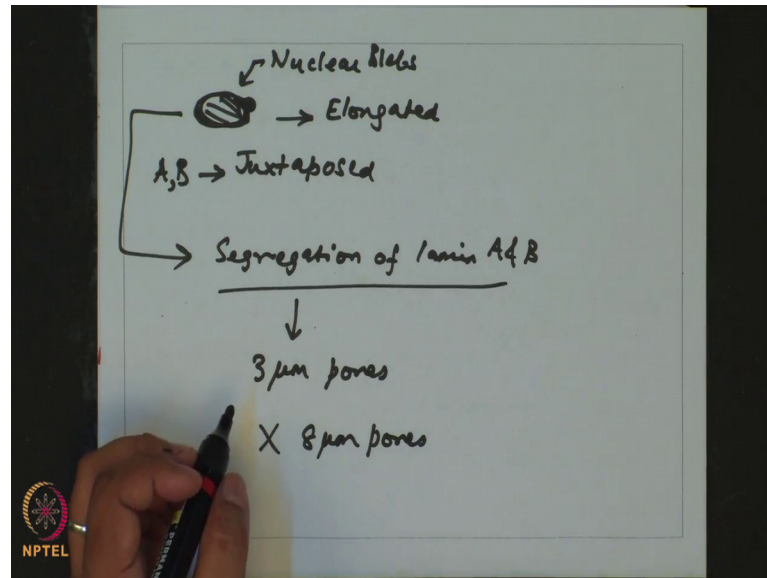 Nuclear Blebs
→ Elongated
A,B → Juxtaposed
Segregation of lamin A & B
3 μm pores
X 8 μm pores
NPTEL